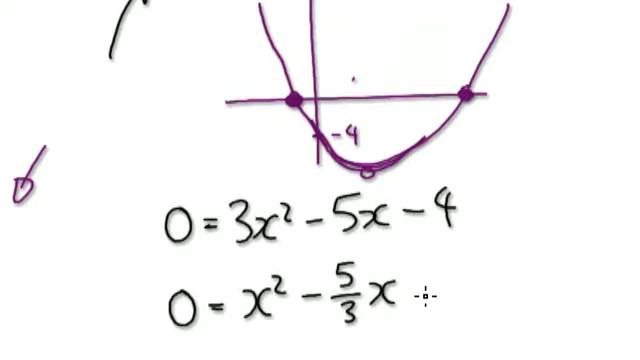 -4
0 = 3x² - 5x - 4
0 = x² - 5/3 x